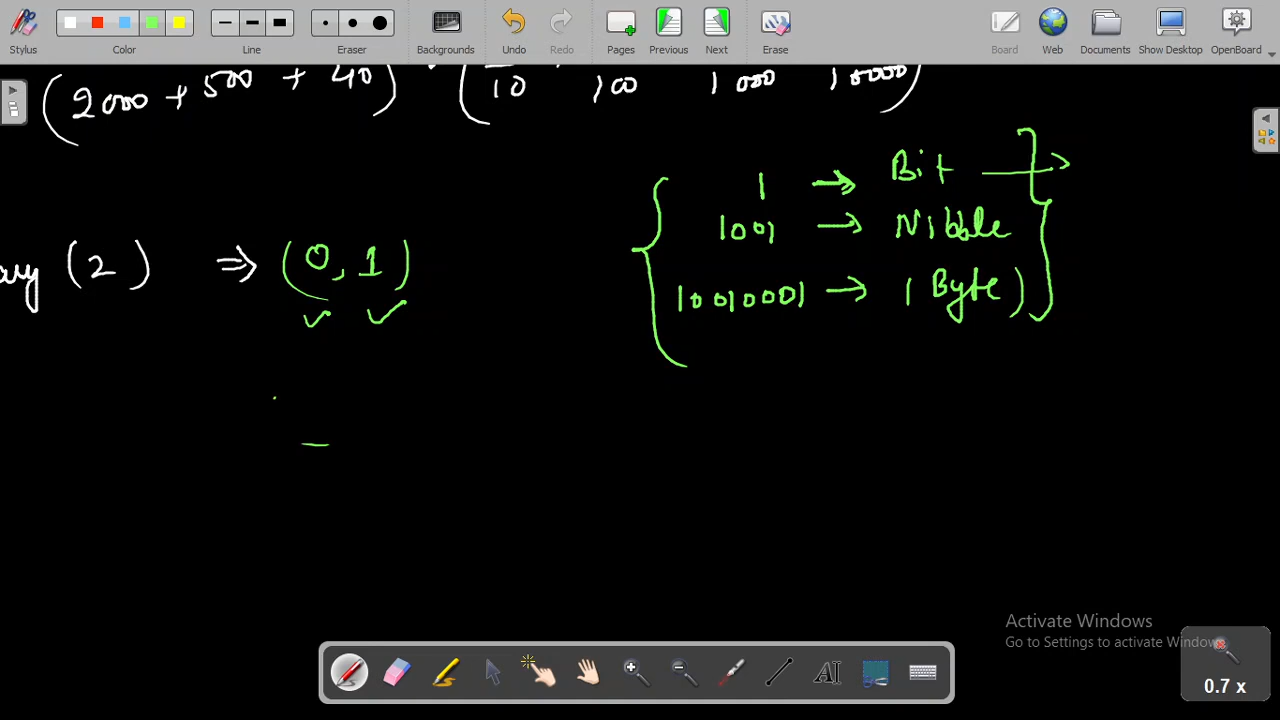 Stylus
Color
Line
Eraser
Backgrounds
Undo
Redo
Pages
Previous
Next
Erase
Board
Web
Documents
Show Desktop
OpenBoard
(2000 + 500 + 40) . (
10 100 1000 10000 )
1 → Bit →
1001 → Nibble
(2) ⇒ (0, 1)
10010001 → 1 Byte)
Activate Windows
Go to Settings to activate Windows.
0.7 x